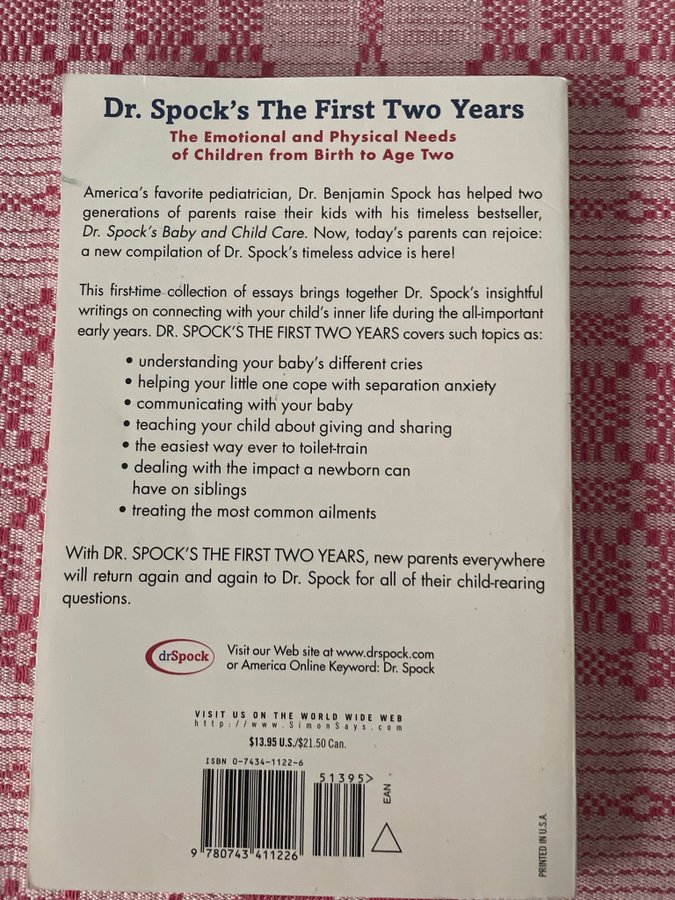 Dr. Spock's The First Two Years
The Emotional and Physical Needs
of Children from Birth to Age Two
America's favorite pediatrician, Dr. Benjamin Spock has helped two
generations of parents raise their kids with his timeless bestseller,
Dr. Spock's Baby and Child Care. Now, today's parents can rejoice:
a new compilation of Dr. Spock's timeless advice is here!
This first-time collection of essays brings together Dr. Spock's insightful
writings on connecting with your child's inner life during the all-important
early years. DR. SPOCK'S THE FIRST TWO YEARS covers such topics as:
• understanding your baby's different cries
• helping your little one cope with separation anxiety
• communicating with your baby
• teaching your child about giving and sharing
• the easiest way ever to toilet-train
• dealing with the impact a newborn can
have on siblings
• treating the most common ailments
With DR. SPOCK'S THE FIRST TWO YEARS, new parents everywhere
will return again and again to Dr. Spock for all of their child-rearing
questions.
drSpock
Visit our Web site at www.drspock.com
or America Online Keyword: Dr. Spock
VISIT US ON THE WORLD WIDE WEB
http://www.SimonSays.com
$13.95 U.S./$21.50 Can.
ISBN 0-7434-1122-6
51395>
9 780743 411226
EAN
PRINTED IN U.S.A.